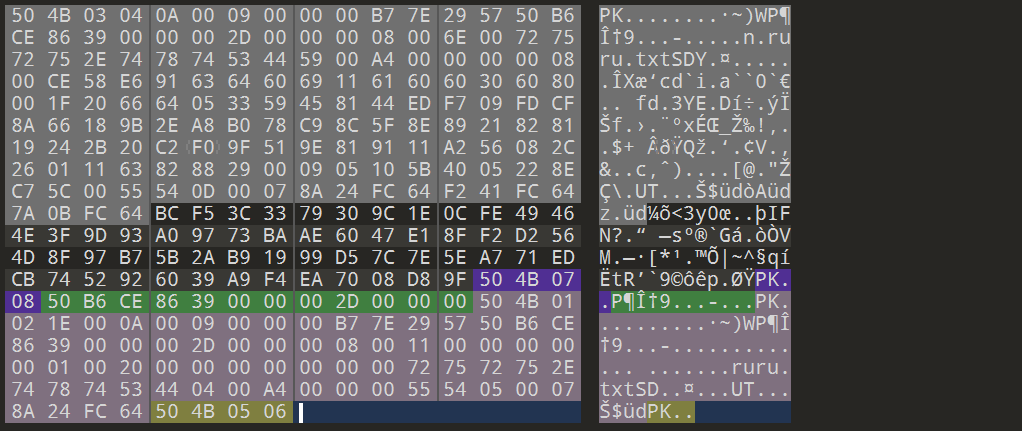 50 4B 03 04 0A 00 09 00 00 00 B7 7E 29 57 50 B6 PK........·~)WP¶
CE 86 39 00 00 00 2D 00 00 00 08 00 6E 00 72 75 Î†9...-.....n.ru
72 75 2E 74 78 74 53 44 59 00 A4 00 00 00 00 08 ru.txtSDY.¤.....
00 CE 58 E6 91 63 64 60 69 11 61 60 60 30 60 80 .ÎXæ‘cd`i.a``0`€
00 1F 20 66 64 05 33 59 45 81 44 ED F7 09 FD CF .. fd.3YE.Dí÷.ýÏ
8A 66 18 9B 2E A8 B0 78 C9 8C 5F 8E 89 21 82 81 Šf.›.¨°xÉŒ_Ž‰!‚.
19 24 2B 20 C2 F0 9F 51 9E 81 91 11 A2 56 08 2C .$+ ÂðŸQž.‘.¢V.,
26 01 11 63 82 88 29 00 09 05 10 5B 40 05 22 8E &..c‚ˆ)....[@."Ž
C7 5C 00 55 54 0D 00 07 8A 24 FC 64 F2 41 FC 64 Ç\.UT...Š$üdòAüd
7A 0B FC 64 BC F5 3C 33 79 30 9C 1E 0C FE 49 46 z.üd¼õ<3y0œ..þIF
4E 3F 9D 93 A0 97 73 BA AE 60 47 E1 8F F2 D2 56 N?.“ —sº®`Gá.òÒV
4D 8F 97 B7 5B 2A B9 19 99 D5 7C 7E 5E A7 71 ED M.—·[*¹.™Õ|~^§qí
CB 74 52 92 60 39 A9 F4 EA 70 08 D8 9F 50 4B 07 ËtR’`9©ôêp.ØŸPK.
08 50 B6 CE 86 39 00 00 00 2D 00 00 00 50 4B 01 .P¶Î†9...-...PK.
02 1E 00 0A 00 09 00 00 00 B7 7E 29 57 50 B6 CE .........·~)WP¶Î
86 39 00 00 00 2D 00 00 00 08 00 11 00 00 00 00 †9...-..........
00 01 00 20 00 00 00 00 00 00 00 72 75 72 75 2E ... .......ruru.
74 78 74 53 44 04 00 A4 00 00 00 55 54 05 00 07 txtSD..¤...UT...
8A 24 FC 64 50 4B 05 06 Š$üdPK..